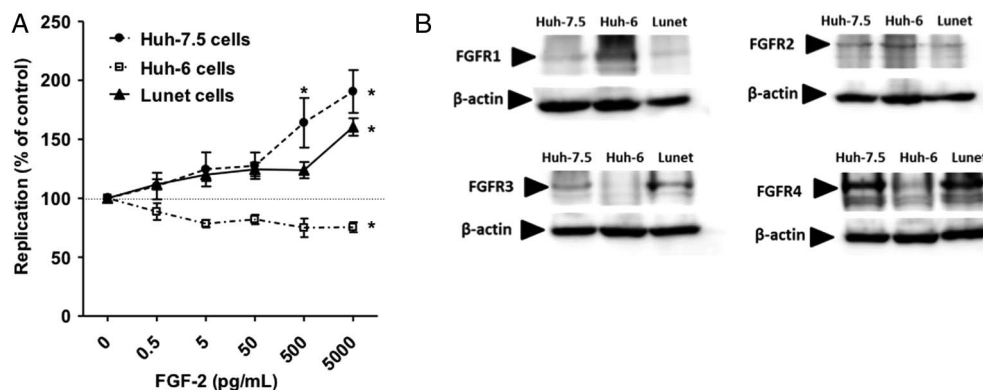 A
250
200
150
100
50
0
Replication (% of control)
Huh-7.5 cells
Huh-6 cells
Lunet cells
*
*
*
*
0
0.5
5
50
500
5000
FGF-2 (pg/mL)
B
Huh-7.5 Huh-6 Lunet
FGFR1
β-actin
Huh-7.5 Huh-6 Lunet
FGFR2
β-actin
Huh-7.5 Huh-6 Lunet
FGFR3
β-actin
Huh-7.5 Huh-6 Lunet
FGFR4
β-actin